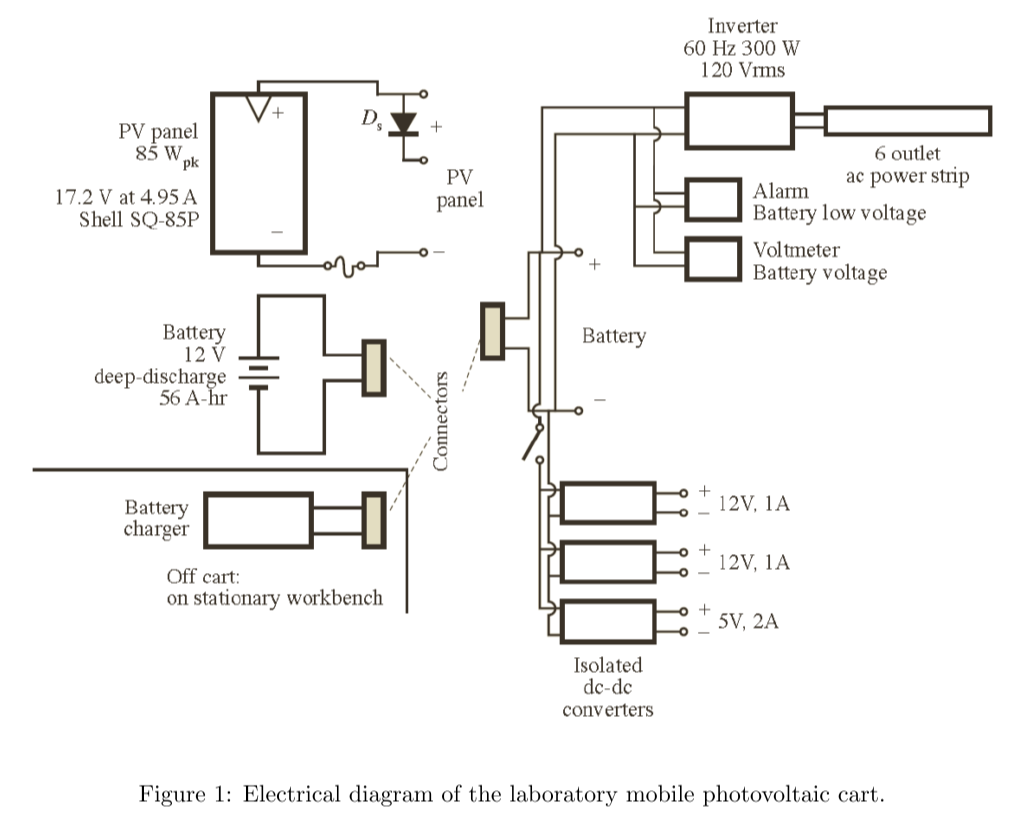 Inverter
60 Hz 300 W
120 Vrms
PV panel
85 W pk
17.2 V at 4.95 A
Shell SQ-85P
+
−
Ds
+
PV
panel
−
6 outlet
ac power strip
Alarm
Battery low voltage
Voltmeter
Battery voltage
+
Battery
−
Battery
12 V
deep-discharge
56 A-hr
Connectors
Battery
charger
Off cart:
on stationary workbench
+
− 12V, 1A
+
− 12V, 1A
+
− 5V, 2A
Isolated
dc-dc
converters
Figure 1: Electrical diagram of the laboratory mobile photovoltaic cart.